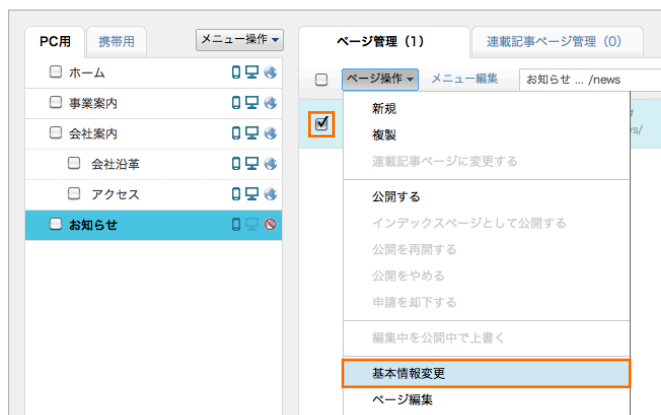 PC用
携帯用
メニュー操作
ホーム
事業案内
会社案内
会社沿革
アクセス
お知らせ
ページ管理（1）
連載記事ページ管理（0）
ページ操作
メニュー編集
お知らせ ... /news
新規
複製
連載記事ページに変更する
公開する
インデックスページとして公開する
公開を再開する
公開をやめる
申請を却下する
編集中を公開中で上書く
基本情報変更
ページ編集